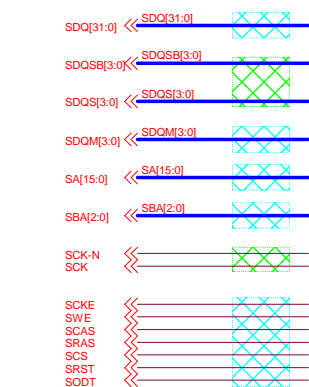 SDQ[31:0] SDQ[31:0]
SDQSB[3:0] SDQSB[3:0]
SDQS[3:0] SDQS[3:0]
SDQM[3:0] SDQM[3:0]
SA[15:0] SA[15:0]
SBA[2:0] SBA[2:0]
SCK-N
SCK
SCKE
SWE
SCAS
SRAS
SCS
SRST
SODT